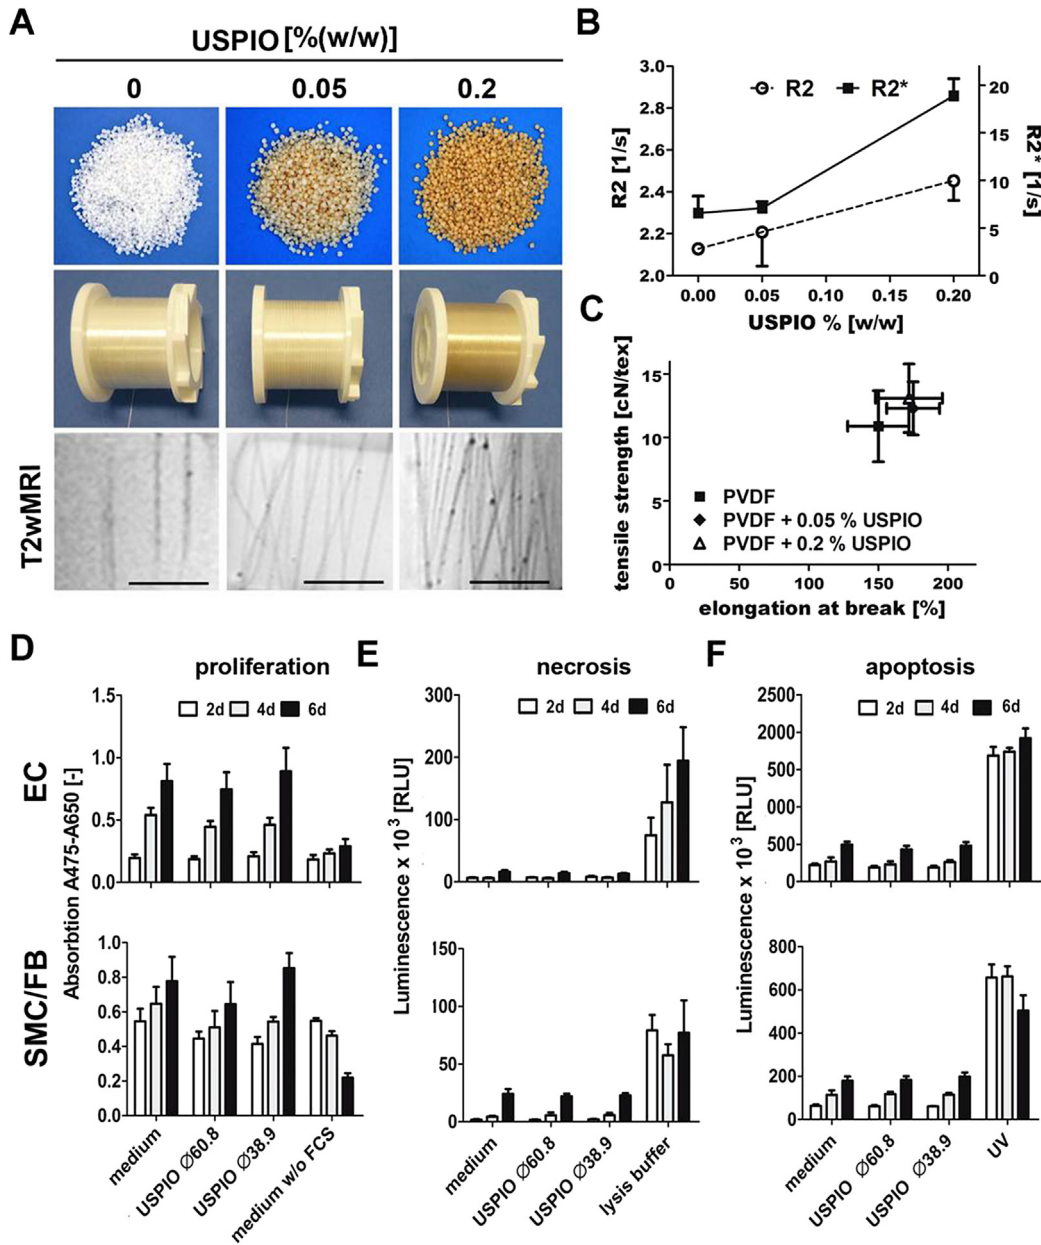 A
USPIO [%(w/w)]
0 0.05 0.2
T2wMRI
B
R2 R2*
R2 [1/s]
3.0
2.8
2.6
2.4
2.2
2.0
R2* [1/s]
20
15
10
5
0
0.00 0.05 0.10 0.15 0.20
USPIO % [w/w]
C
tensile strength [cN/tex]
15
10
5
0
PVDF
PVDF + 0.05 % USPIO
PVDF + 0.2 % USPIO
0 50 100 150 200
elongation at break [%]
D
proliferation
2d 4d 6d
EC
SMC/FB
Absorbtion A475-A650 [-]
1.5
1.0
0.5
0.0
1.0
0.8
0.6
0.4
0.2
0.0
medium
USPIO Ø60.8
USPIO Ø38.9
medium w/o FCS
E
necrosis
2d 4d 6d
Luminescence x 10³ [RLU]
300
200
100
0
150
100
50
0
medium
USPIO Ø60.8
USPIO Ø38.9
lysis buffer
F
apoptosis
2d 4d 6d
Luminescence x 10³ [RLU]
2500
2000
500
000
500
0
800
600
400
200
0
medium
USPIO Ø60.8
USPIO Ø38.9
UV